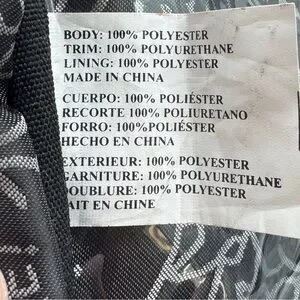 BODY: 100% POLYESTER
TRIM: 100% POLYURETHANE
LINING: 100% POLYESTER
MADE IN CHINA
CUERPO: 100% POLIÉSTER
RECORTE 100% POLIURETANO
FORRO: 100% POLIÉSTER
HECHO EN CHINA
EXTERIEUR: 100% POLYESTER
GARNITURE: 100% POLYURETHANE
DOUBLURE: 100% POLYESTER
FAIT EN CHINE